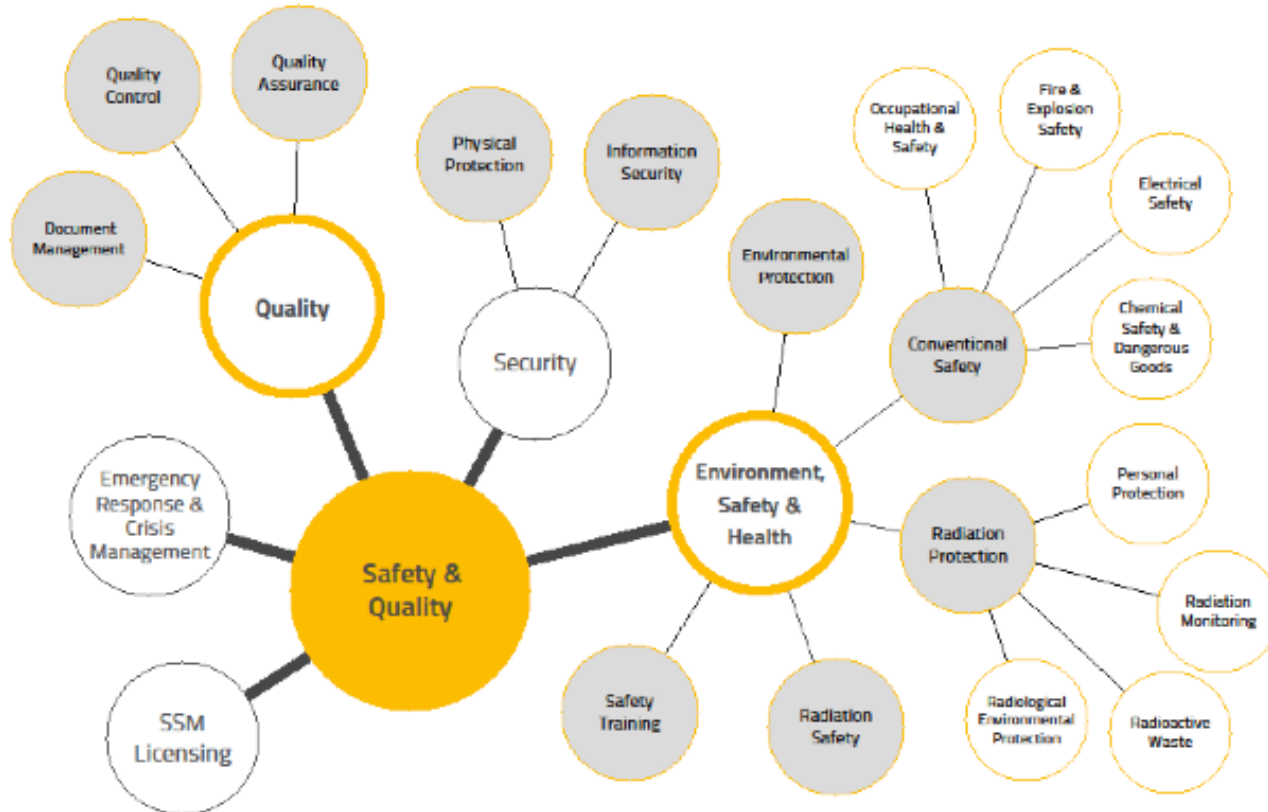 Quality
Control
Quality
Assurance
Document
Management
Quality
Physical
Protection
Information
Security
Security
Environmental
Protection
Occupational
Health &
Safety
Fire &
Explosion
Safety
Electrical
Safety
Chemical
Safety &
Dangerous
Goods
Conventional
Safety
Emergency
Response &
Crisis
Management
Safety &
Quality
Environment,
Safety &
Health
Radiation
Protection
Personal
Protection
Radiation
Monitoring
Radioactive
Waste
Radiological
Environmental
Protection
Radiation
Safety
Safety
Training
SSM
Licensing